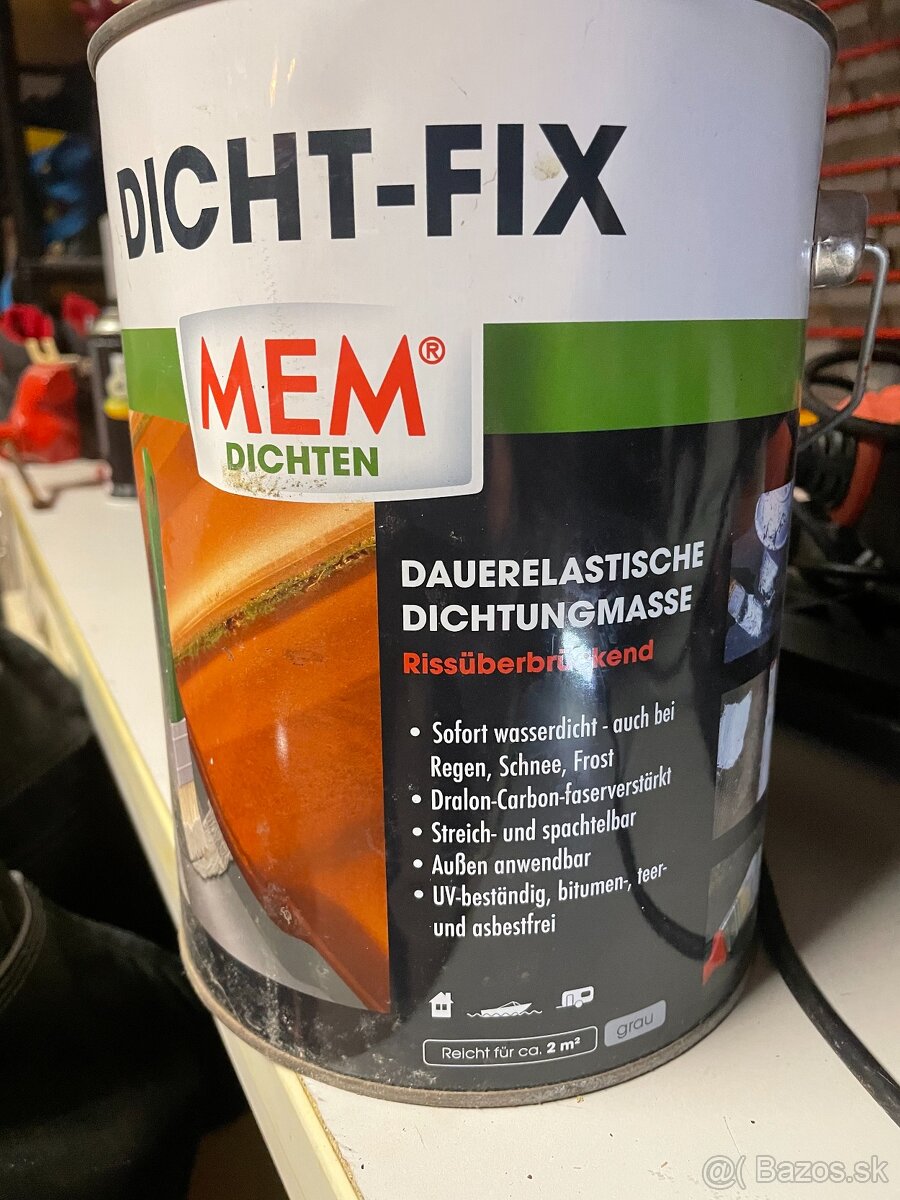 DICHT-FIX
MEM®
DICHTEN
DAUERELASTISCHE
DICHTUNGMASSE
Rissüberbrückend
• Sofort wasserdicht - auch bei
Regen, Schnee, Frost
• Dralon-Carbon-faserverstärkt
• Streich- und spachtelbar
• Außen anwendbar
• UV-beständig, bitumen-, teer-
und asbestfrei
Reicht für ca. 2 m²
grau
@( Bazos.sk